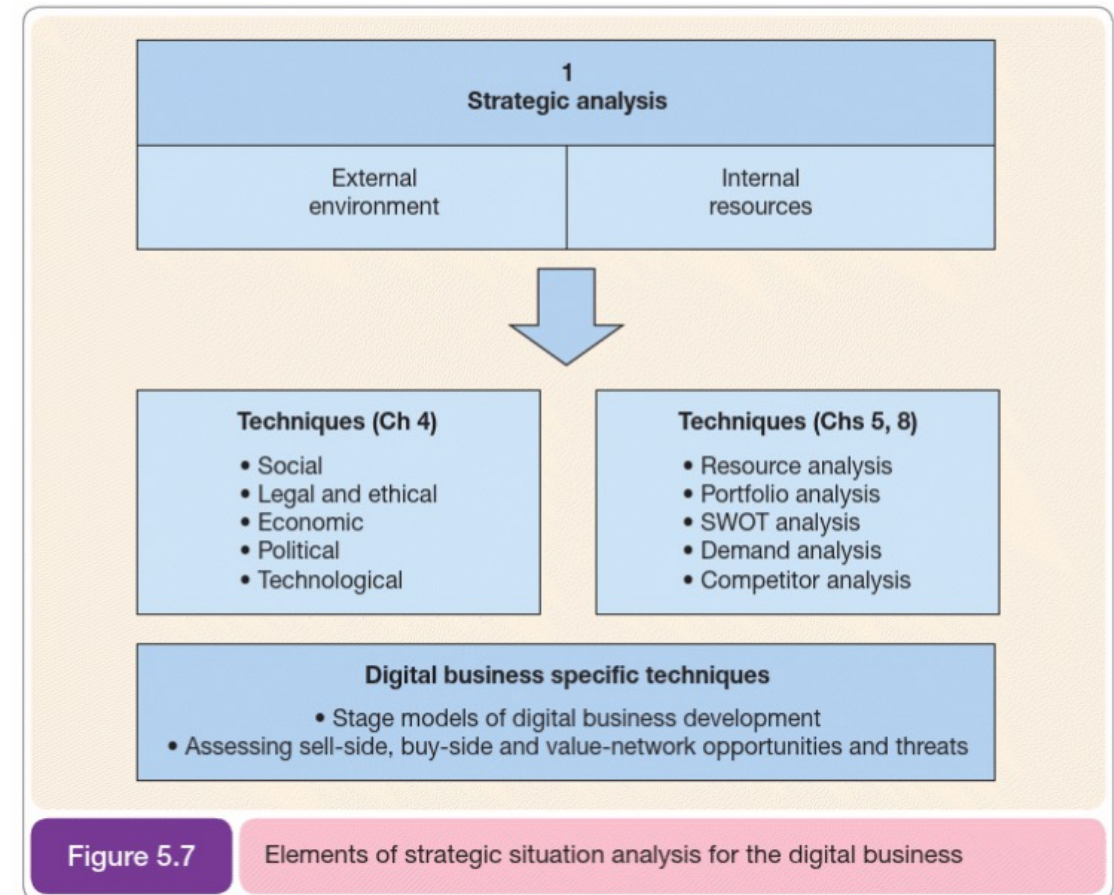 1
Strategic analysis
External
environment
Internal
resources
Techniques (Ch 4)
• Social
• Legal and ethical
• Economic
• Political
• Technological
Techniques (Chs 5, 8)
• Resource analysis
• Portfolio analysis
• SWOT analysis
• Demand analysis
• Competitor analysis
Digital business specific techniques
• Stage models of digital business development
• Assessing sell-side, buy-side and value-network opportunities and threats
Figure 5.7
Elements of strategic situation analysis for the digital business